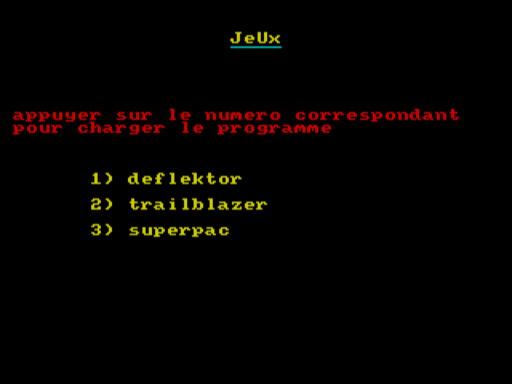 JeUx
appuyer sur le numero correspondant
pour charger le programme
1) deflektor
2) trailblazer
3) superpac